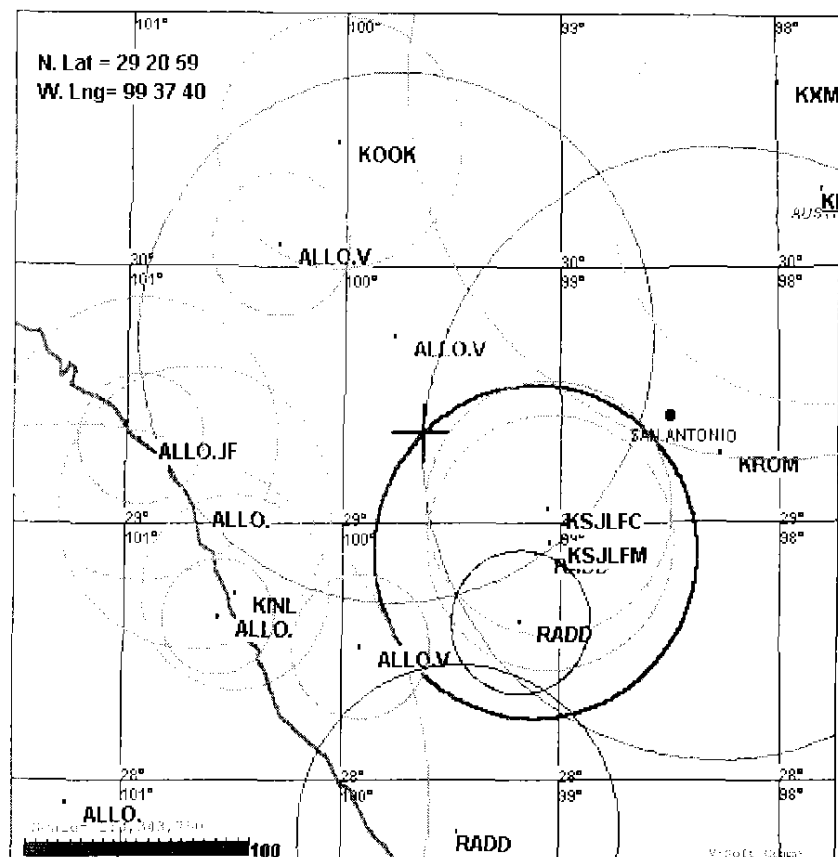 101°
100°
99°
98°
N. Lat = 29 20 59
W. Lng= 99 37 40
KXM
KOOK
ALLO.V
30°
101°
100°
30°
99°
30°
98°
ALLO.V
SAN ANTONIO
KROM
ALLO.JF
ALLO.
29°
101°
29°
100°
KSJLFC
99°
29°
98°
KSJLFM
RADD
KINL
ALLO.
RADD
ALLO.V
28°
101°
28°
100°
28°
99°
28°
98°
ALLO.
100
RADD